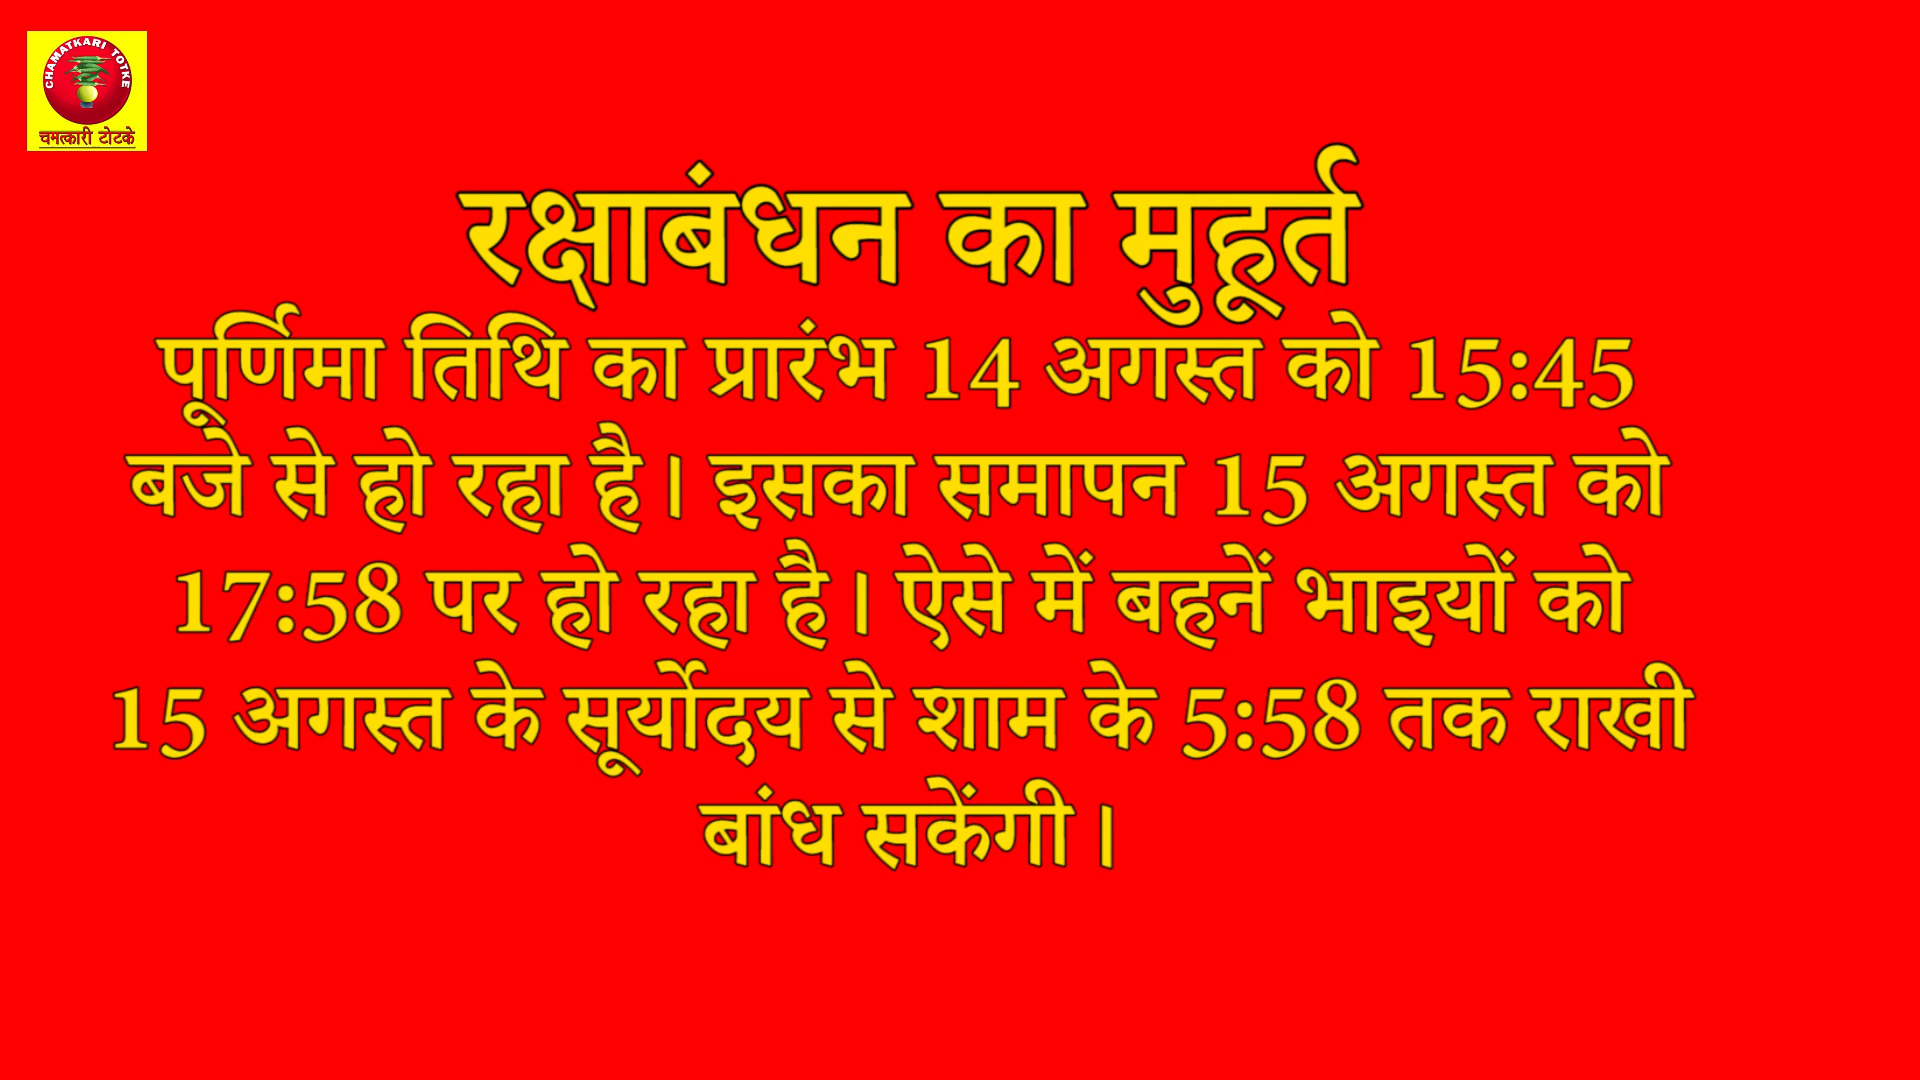 CHAMATKARI TOTKE
चमत्कारी टोटके
रक्षाबंधन का मुहूर्त
पूर्णिमा तिथि का प्रारंभ 14 अगस्त को 15:45
बजे से हो रहा है। इसका समापन 15 अगस्त को
17:58 पर हो रहा है। ऐसे में बहनें भाइयों को
15 अगस्त के सूर्योदय से शाम के 5:58 तक राखी
बांध सकेंगी।